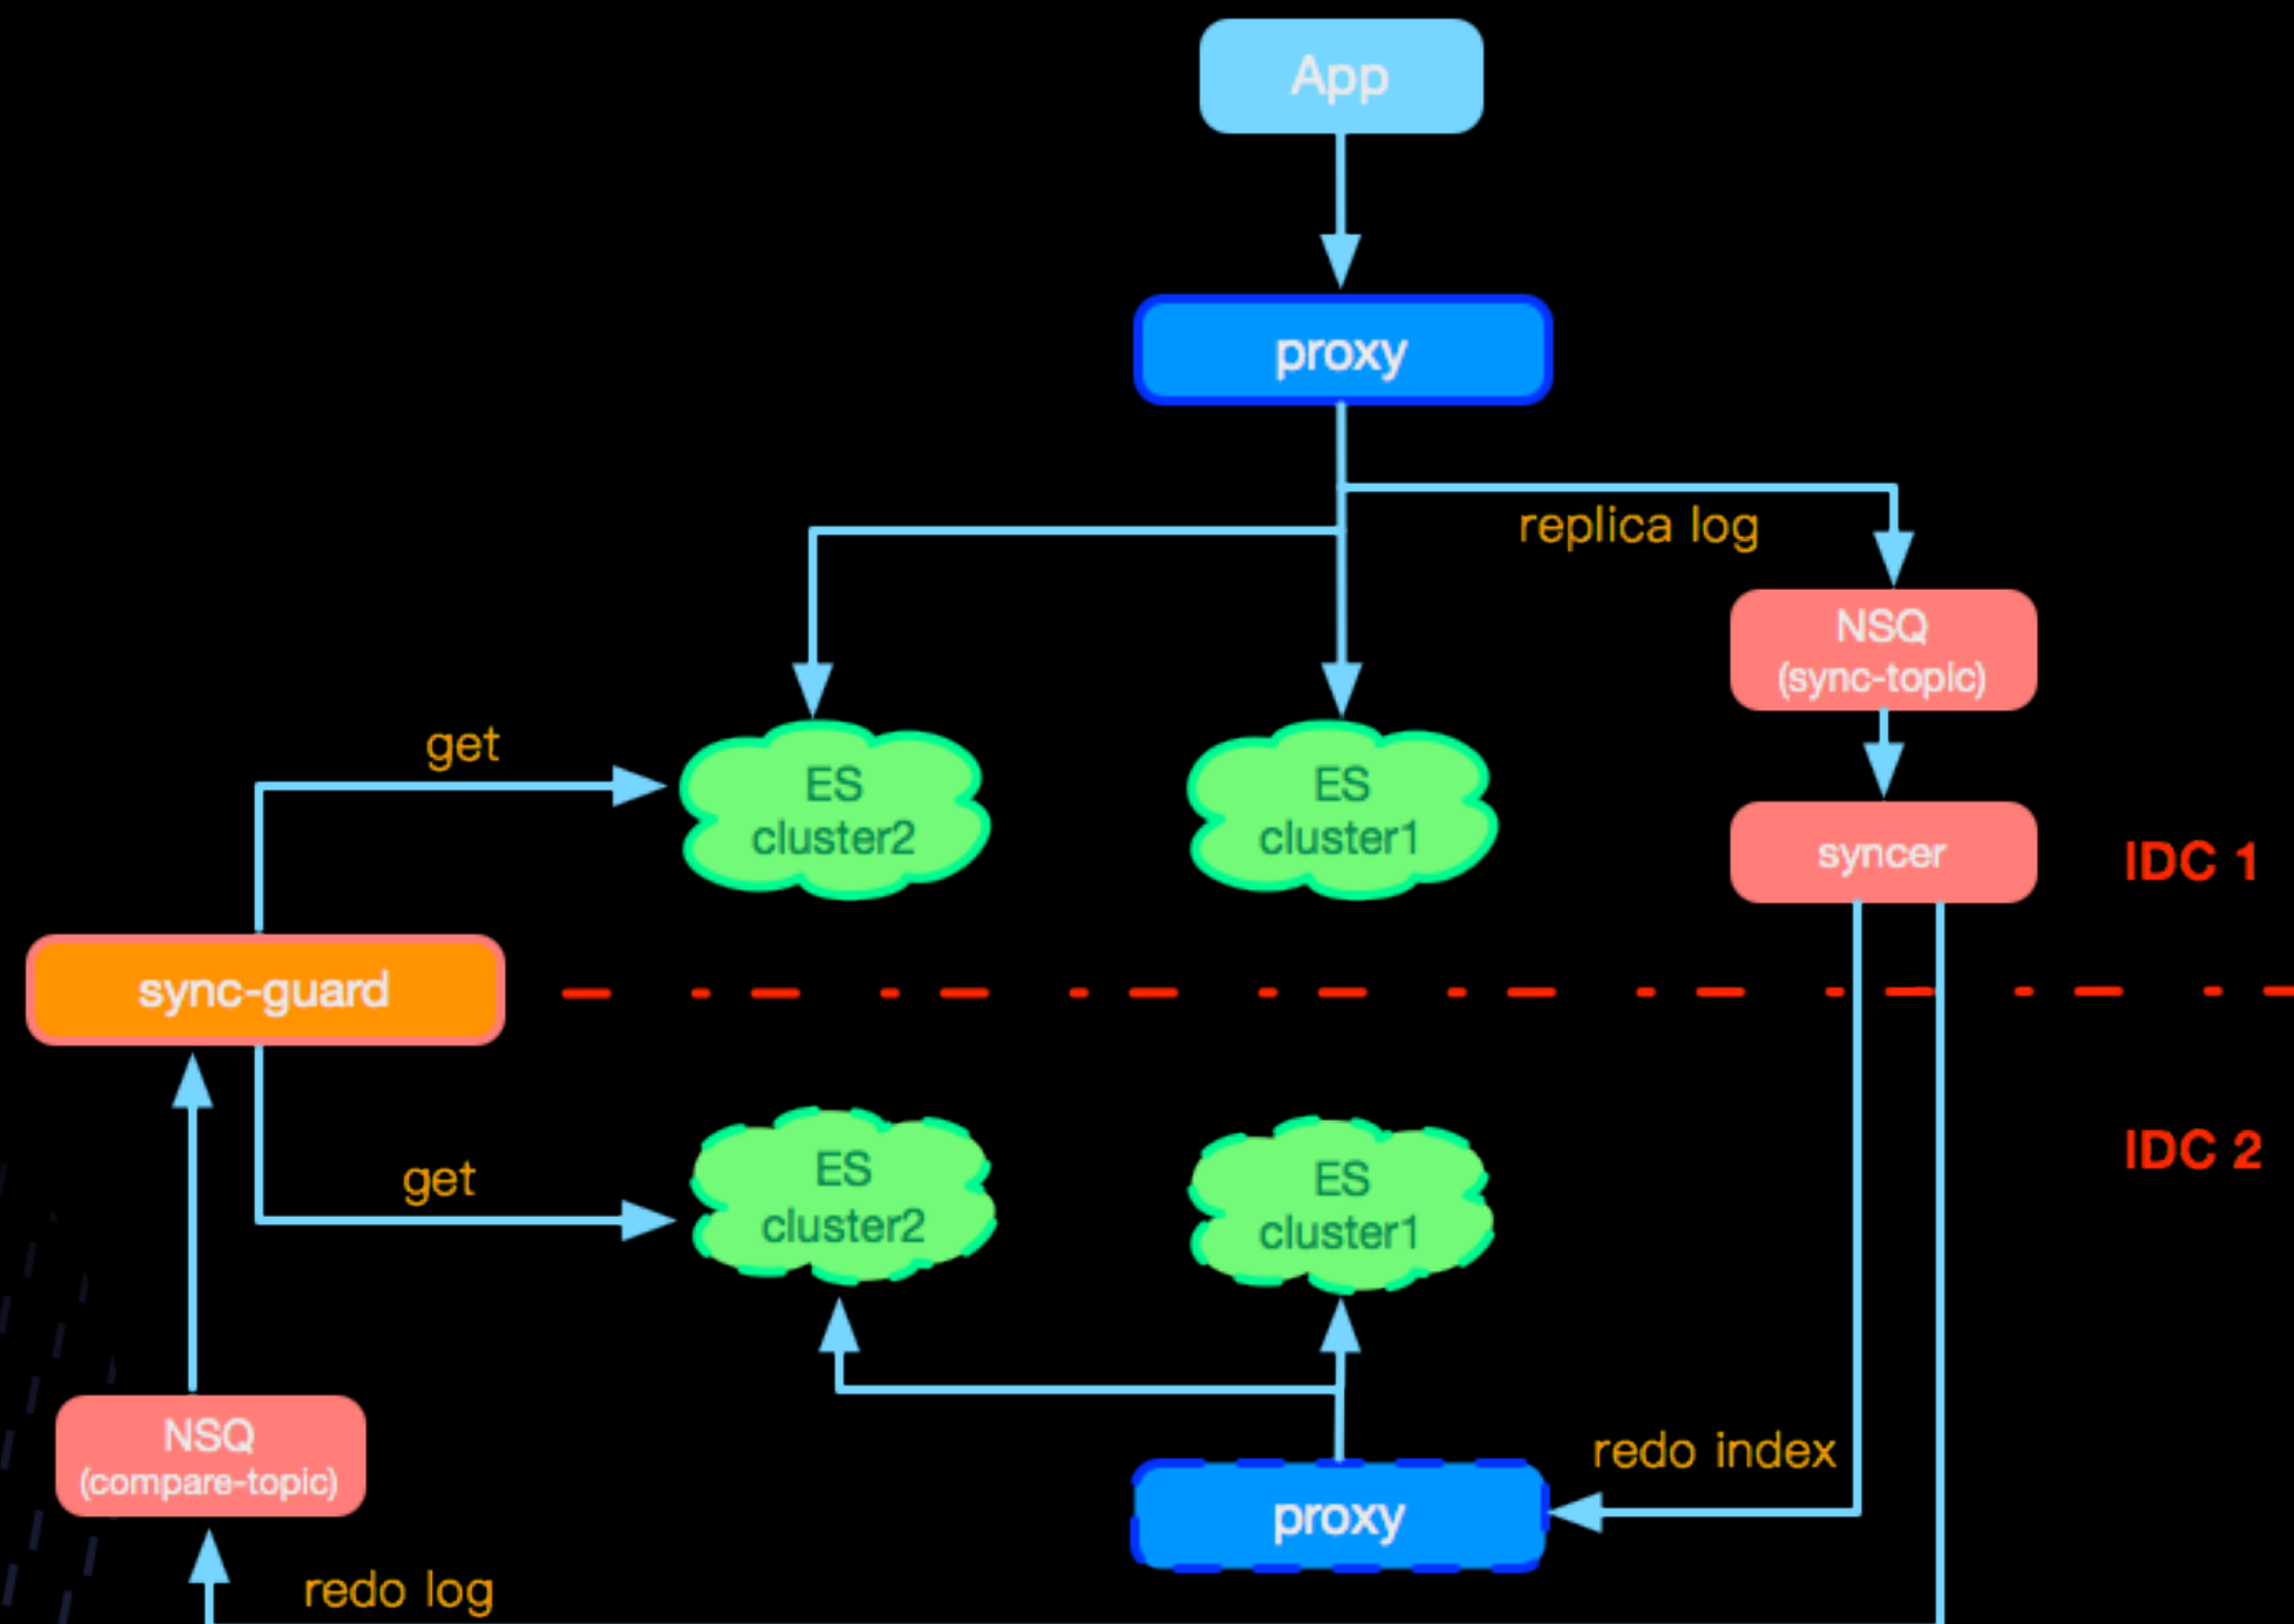 App
proxy
replica log
NSQ
(sync-topic)
get
ES
cluster2
ES
cluster1
syncer
IDC 1
sync-guard
IDC 2
get
ES
cluster2
ES
cluster1
NSQ
(compare-topic)
redo index
proxy
redo log